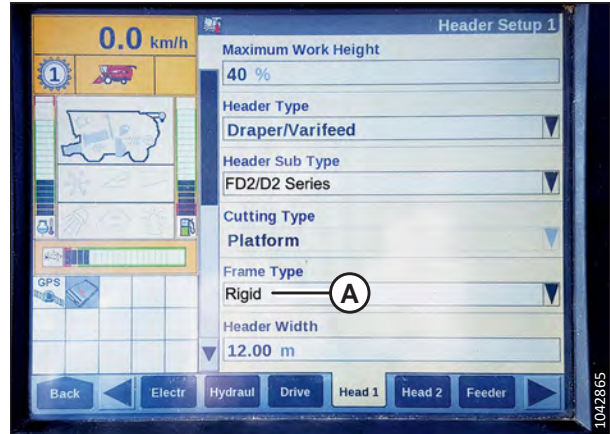 0.0 km/h
Header Setup 1
1
Maximum Work Height
40 %
Header Type
Draper/Varifeed
Header Sub Type
FD2/D2 Series
Cutting Type
Platform
Frame Type
Rigid
A
GPS
Header Width
12.00 m
Back
Electr
Hydraul
Drive
Head 1
Head 2
Feeder
1042865